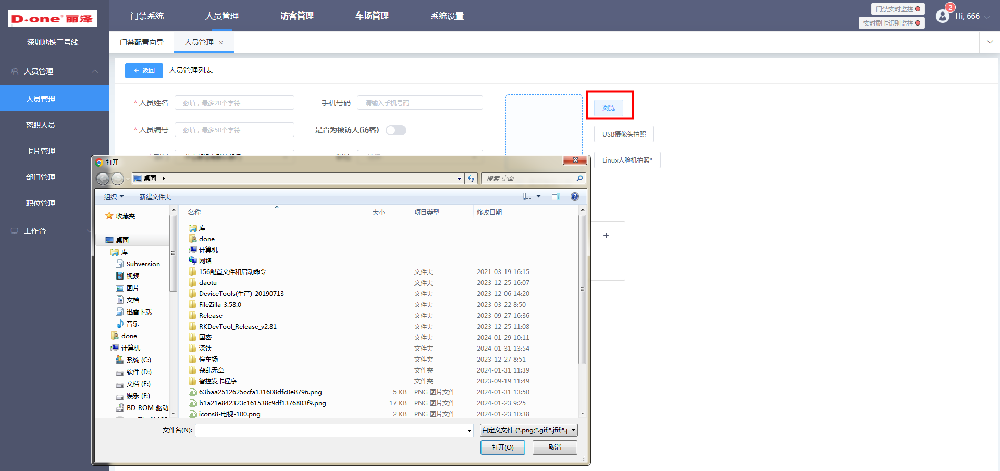 D.one®丽泽
深圳地铁三号线
门禁系统
人员管理
访客管理
车场管理
系统设置
门禁实时监控
实时刷卡识别监控
2
Hi, 666
门禁配置向导
人员管理 ×
人员管理
人员管理
离职人员
卡片管理
部门管理
职位管理
工作台
← 返回
人员管理列表
* 人员姓名
必填，最多20个字符
手机号码
请输入手机号码
浏览
* 人员编号
必填，最多50个字符
是否为被访人(访客)
USB摄像头拍照
Linux人脸机拍照*
+
打开
桌面
搜索 桌面
组织
新建文件夹
收藏夹
桌面
库
Subversion
视频
图片
文档
迅雷下载
音乐
done
计算机
系统 (C:)
软件 (D:)
文档 (E:)
娱乐 (F:)
BD-ROM 驱动
名称 大小 项目类型 修改日期
库
done
计算机
网络
156配置文件和启动命令 文件夹 2021-03-19 16:15
daotu 文件夹 2023-12-25 16:07
DeviceTools(生产)-20190713 文件夹 2023-12-06 14:20
FileZilla-3.58.0 文件夹 2023-03-22 8:50
Release 文件夹 2023-09-27 16:36
RKDevTool_Release_v2.81 文件夹 2023-12-25 11:08
国密 文件夹 2024-01-29 10:11
深铁 文件夹 2024-01-31 13:54
停车场 文件夹 2023-12-27 8:51
杂乱无章 文件夹 2024-01-31 11:39
智控发卡程序 文件夹 2023-09-19 11:49
63baa2512625ccfa131608dfc0e8796.png 5 KB PNG 图片文件 2024-01-31 13:50
b1a21e842323c161538c9df1376803f9.png 17 KB PNG 图片文件 2024-01-23 9:25
icons8-电视-100.png 2 KB PNG 图片文件 2024-01-23 10:38
文件名(N):
自定义文件 (*.png;*.gif;*.jfif;*.p
打开(O)
取消